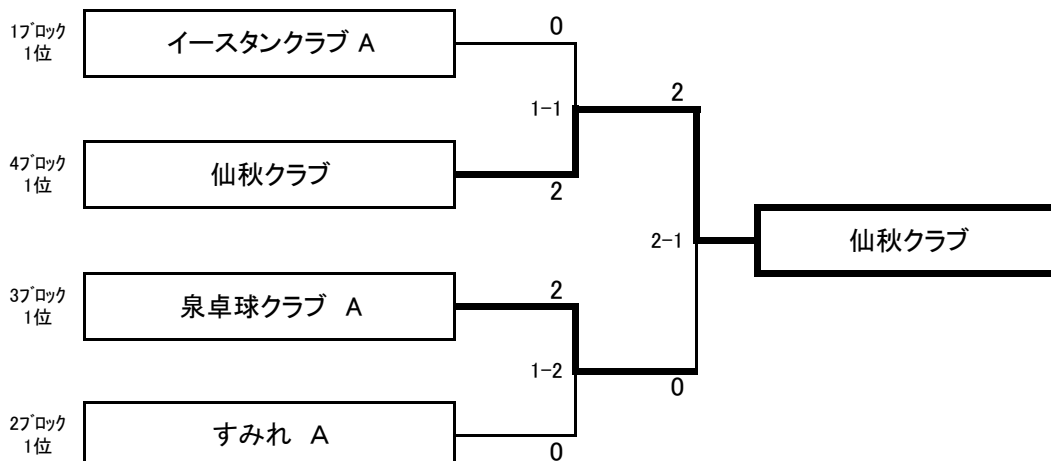 1ブロック
1位
イースタンクラブ A
0
1-1
2
4ブロック
1位
仙秋クラブ
2
2-1
仙秋クラブ
3ブロック
1位
泉卓球クラブ A
2
1-2
0
2ブロック
1位
すみれ A
0